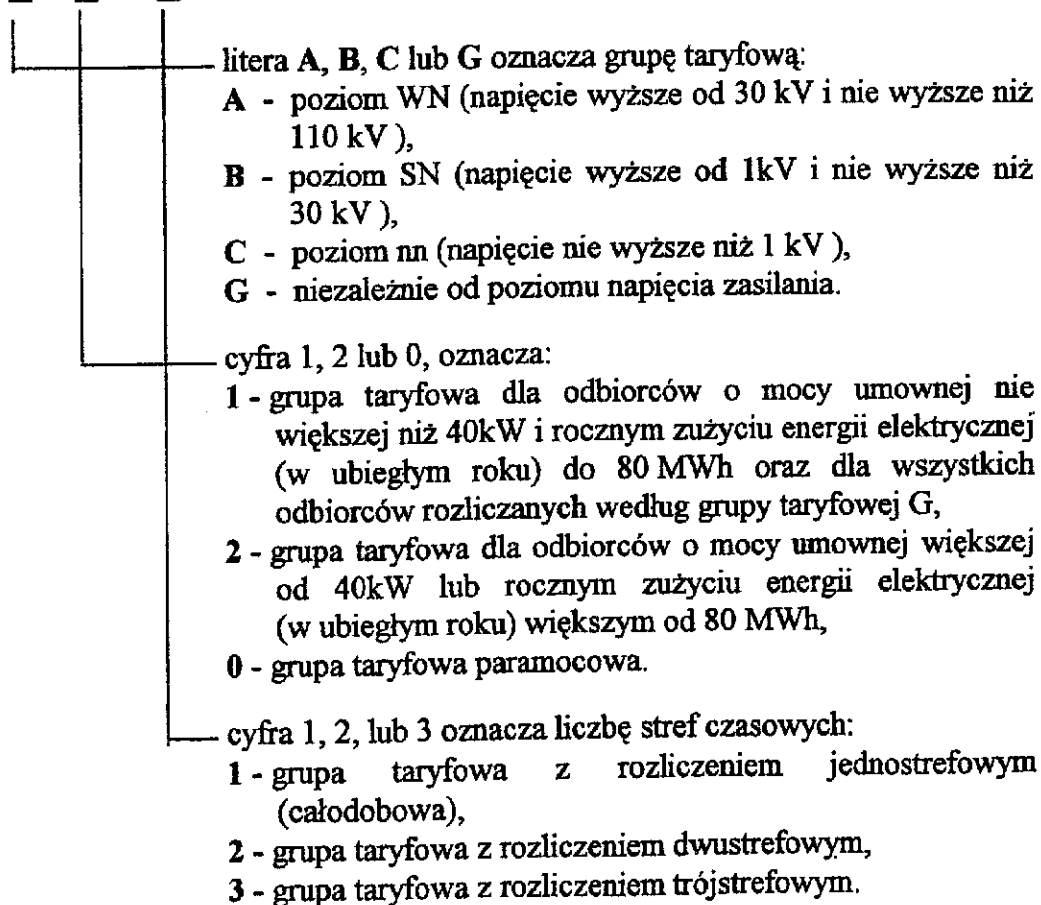 litera A, B, C lub G oznacza grupę taryfową:
A - poziom WN (napięcie wyższe od 30 kV i nie wyższe niż
110 kV ),
B - poziom SN (napięcie wyższe od 1kV i nie wyższe niż
30 kV ),
C - poziom nn (napięcie nie wyższe niż 1 kV ),
G - niezależnie od poziomu napięcia zasilania.
cyfra 1, 2 lub 0, oznacza:
1 - grupa taryfowa dla odbiorców o mocy umownej nie
większej niż 40kW i rocznym zużyciu energii elektrycznej
(w ubiegłym roku) do 80 MWh oraz dla wszystkich
odbiorców rozliczanych według grupy taryfowej G,
2 - grupa taryfowa dla odbiorców o mocy umownej większej
od 40kW lub rocznym zużyciu energii elektrycznej
(w ubiegłym roku) większym od 80 MWh,
0 - grupa taryfowa paramocowa.
cyfra 1, 2, lub 3 oznacza liczbę stref czasowych:
1 - grupa taryfowa z rozliczeniem jednostrefowym
(całodobowa),
2 - grupa taryfowa z rozliczeniem dwustrefowym,
3 - grupa taryfowa z rozliczeniem trójstrefowym.